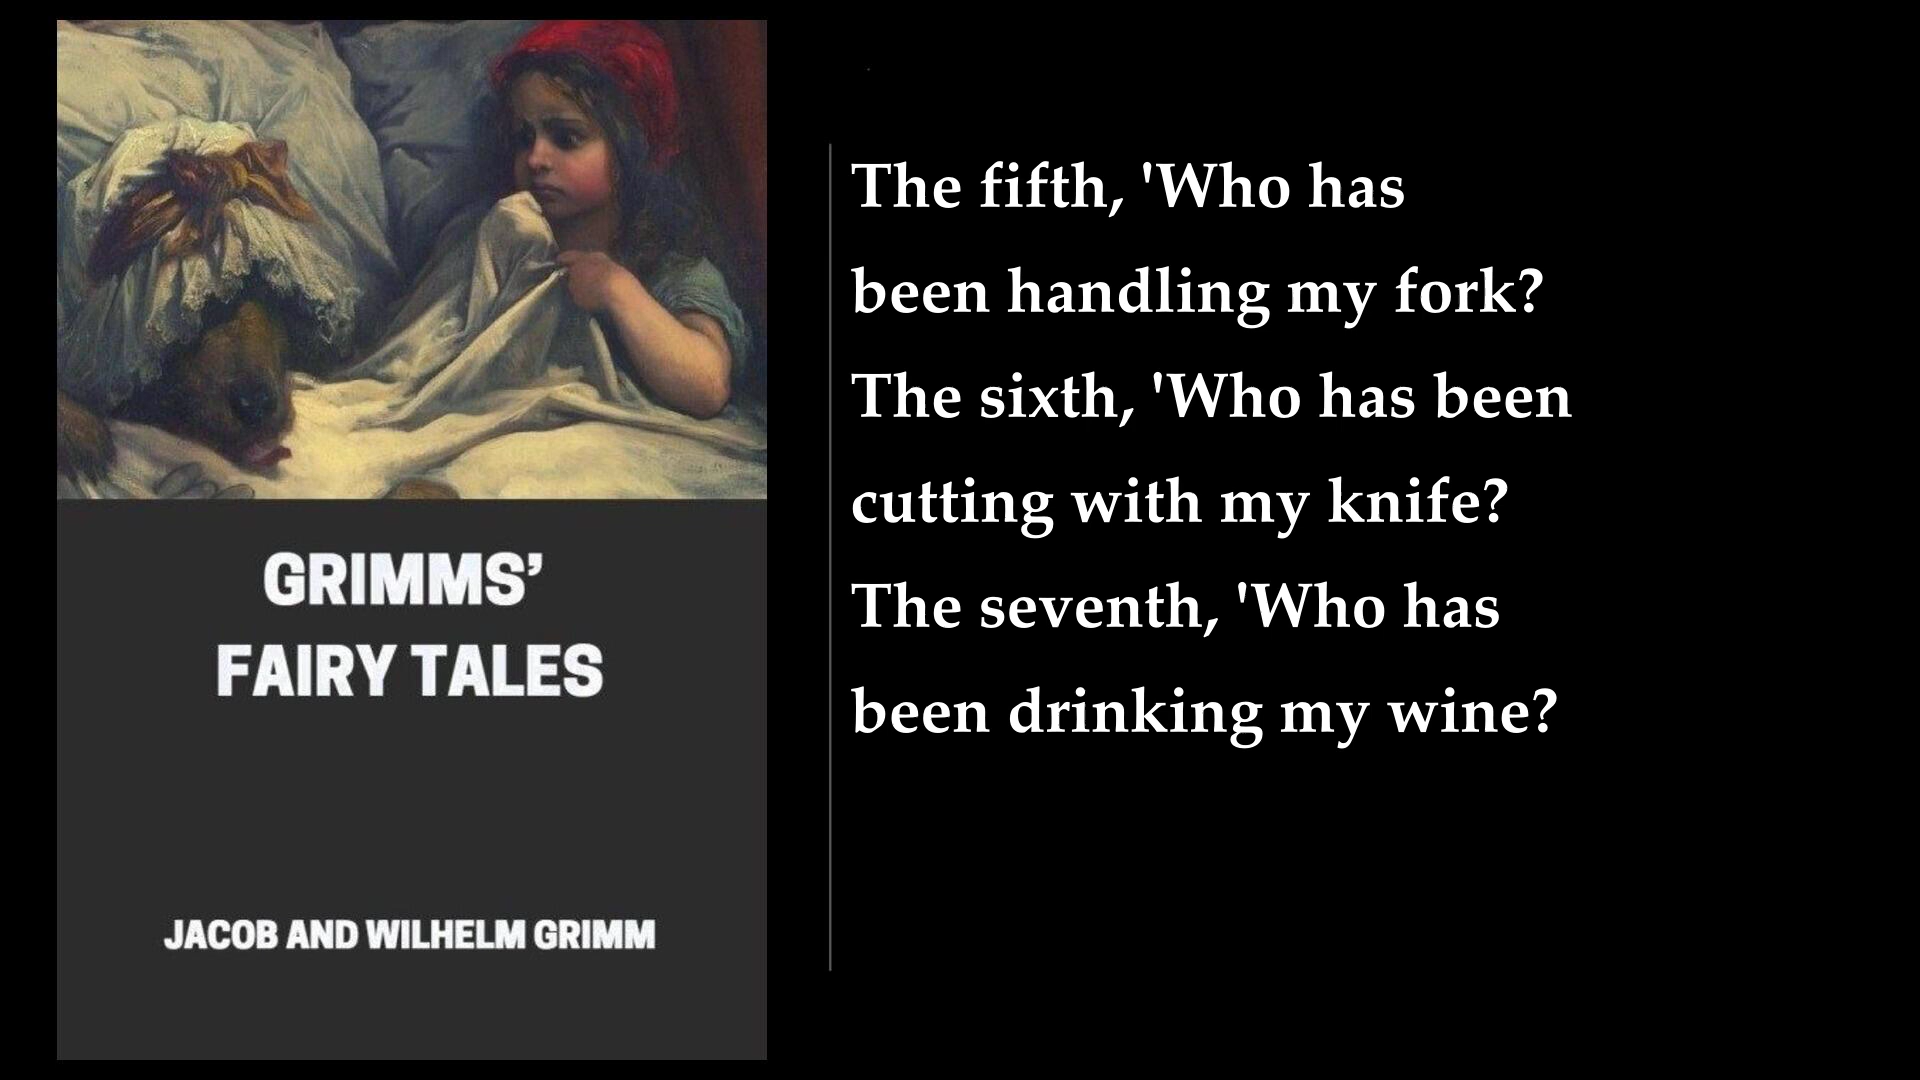 GRIMMS’
FAIRY TALES
JACOB AND WILHELM GRIMM
The fifth, 'Who has
been handling my fork?
The sixth, 'Who has been
cutting with my knife?
The seventh, 'Who has
been drinking my wine?